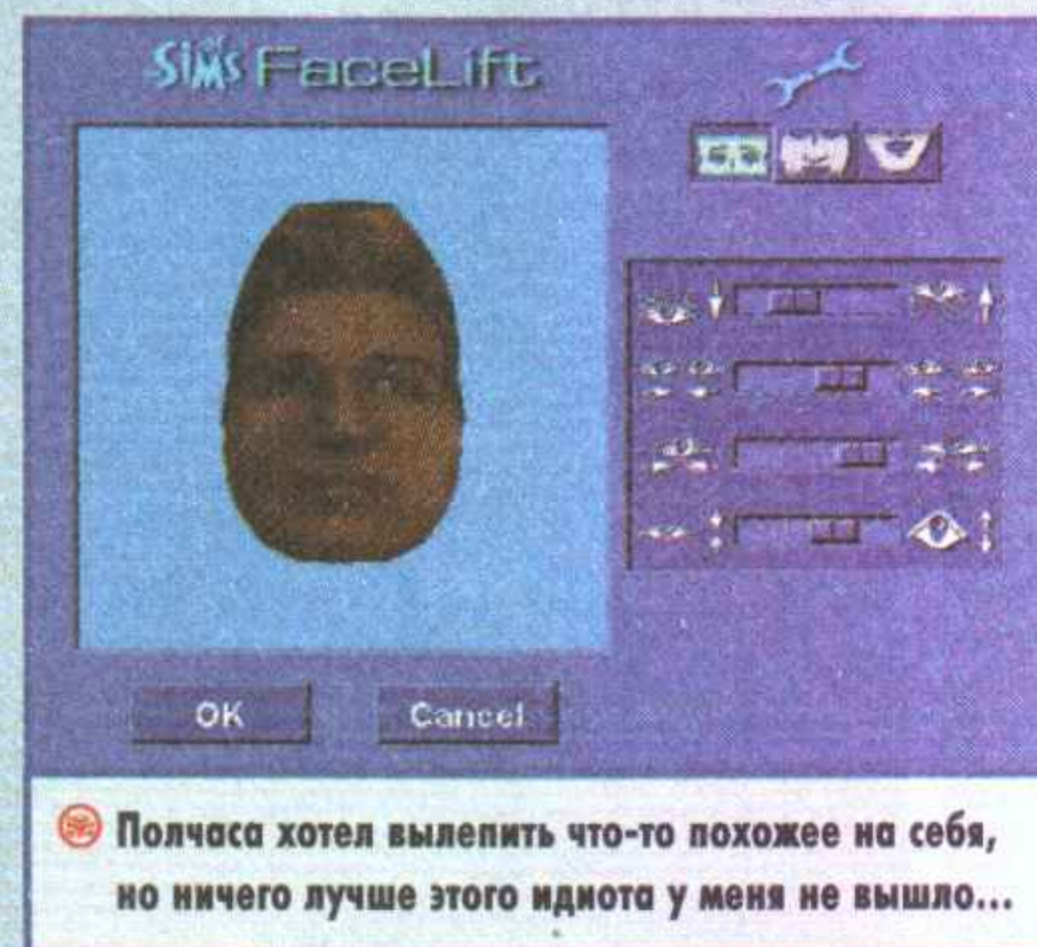 The Sims FaceLift
OK
Cancel
Полчаса хотел вылепить что-то похожее на себя,
но ничего лучше этого идиота у меня не вышло...